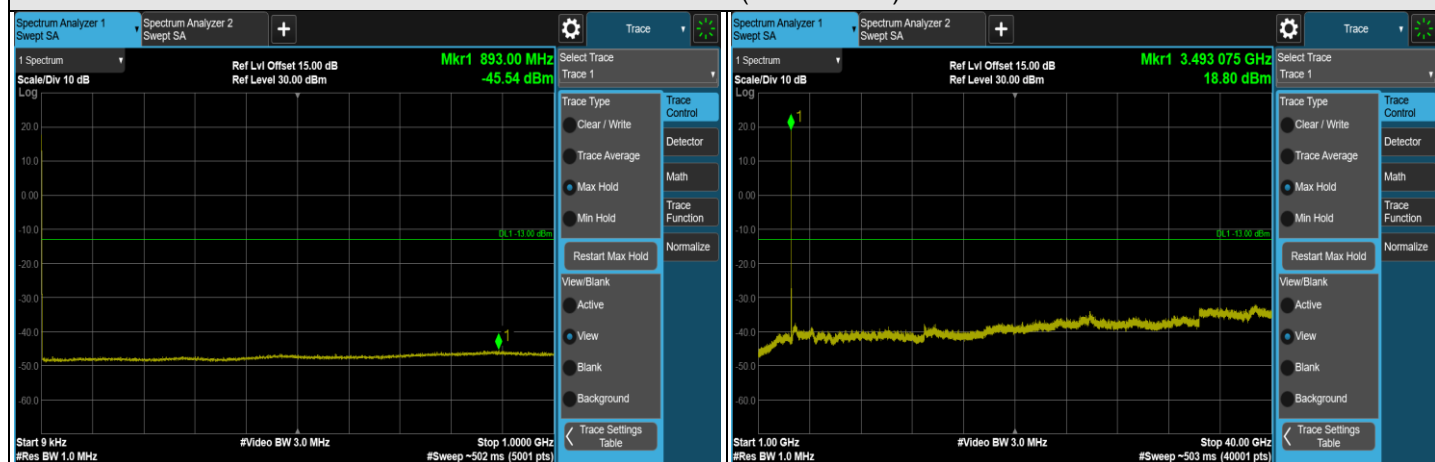 Spectrum Analyzer 1
Swept SA
Spectrum Analyzer 2
Swept SA
+
Trace
1 Spectrum
Scale/Div 10 dB
Ref Lvl Offset 15.00 dB
Ref Level 30.00 dBm
Mkr1 893.00 MHz
-45.54 dBm
Log
20.0
10.0
0.00
-10.0
-20.0
-30.0
-40.0
-50.0
-60.0
DL1 -13.00 dBm
1
Start 9 kHz
#Res BW 1.0 MHz
#Video BW 3.0 MHz
Stop 1.0000 GHz
#Sweep ~502 ms (5001 pts)
Select Trace
Trace 1
Trace Type
Clear / Write
Trace Average
Max Hold
Min Hold
Restart Max Hold
View/Blank
Active
View
Blank
Background
Trace Settings
Table
Trace
Control
Detector
Math
Trace
Function
Normalize
Spectrum Analyzer 1
Swept SA
Spectrum Analyzer 2
Swept SA
+
Trace
1 Spectrum
Scale/Div 10 dB
Ref Lvl Offset 15.00 dB
Ref Level 30.00 dBm
Mkr1 3.493 075 GHz
18.80 dBm
Log
20.0
10.0
0.00
-10.0
-20.0
-30.0
-40.0
-50.0
-60.0
1
DL1 -13.00 dBm
Start 1.00 GHz
#Res BW 1.0 MHz
#Video BW 3.0 MHz
Stop 40.00 GHz
#Sweep ~503 ms (40001 pts)
Select Trace
Trace 1
Trace Type
Clear / Write
Trace Average
Max Hold
Min Hold
Restart Max Hold
View/Blank
Active
View
Blank
Background
Trace Settings
Table
Trace
Control
Detector
Math
Trace
Function
Normalize